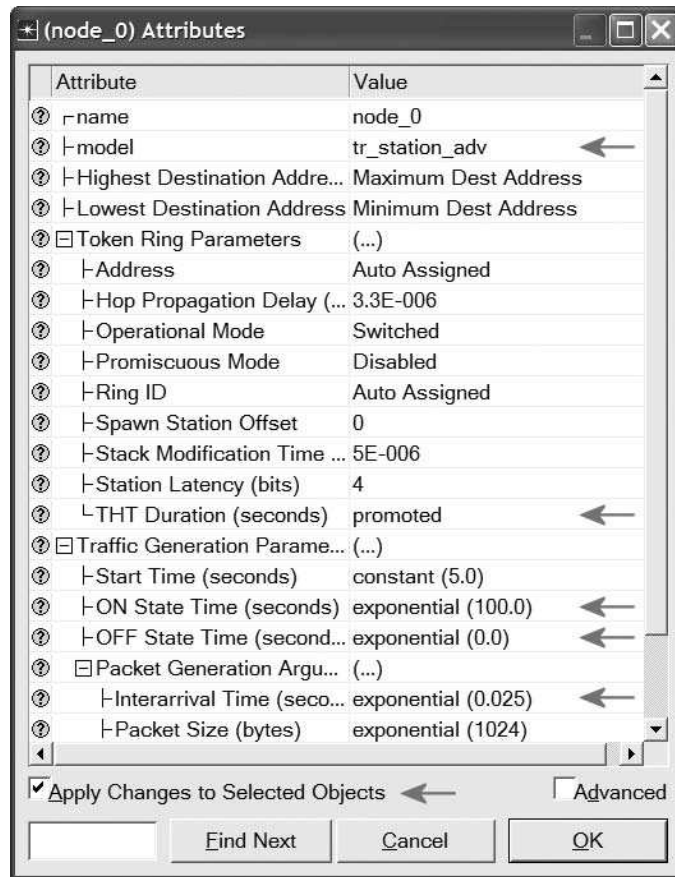 (node_0) Attributes
Attribute Value
name node_0
model tr_station_adv
Highest Destination Addre... Maximum Dest Address
Lowest Destination Address Minimum Dest Address
Token Ring Parameters (...)
Address Auto Assigned
Hop Propagation Delay (... 3.3E-006
Operational Mode Switched
Promiscuous Mode Disabled
Ring ID Auto Assigned
Spawn Station Offset 0
Stack Modification Time ... 5E-006
Station Latency (bits) 4
THT Duration (seconds) promoted
Traffic Generation Parame... (...)
Start Time (seconds) constant (5.0)
ON State Time (seconds) exponential (100.0)
OFF State Time (second... exponential (0.0)
Packet Generation Argu... (...)
Interarrival Time (seco... exponential (0.025)
Packet Size (bytes) exponential (1024)
Apply Changes to Selected Objects Advanced
Find Next Cancel OK